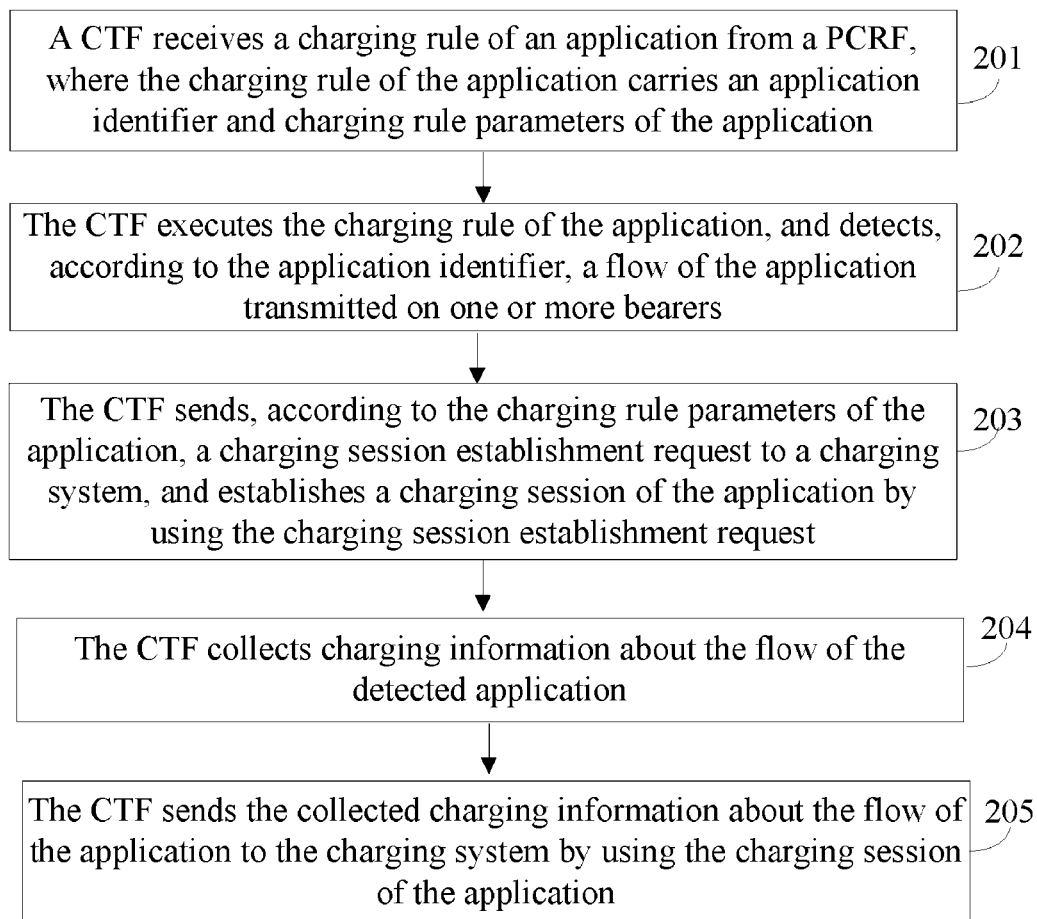 A CTF receives a charging rule of an application from a PCRF,
where the charging rule of the application carries an application
identifier and charging rule parameters of the application
201
The CTF executes the charging rule of the application, and detects,
according to the application identifier, a flow of the application
transmitted on one or more bearers
202
The CTF sends, according to the charging rule parameters of the
application, a charging session establishment request to a charging
system, and establishes a charging session of the application by
using the charging session establishment request
203
The CTF collects charging information about the flow of the
detected application
204
The CTF sends the collected charging information about the flow of
the application to the charging system by using the charging session
of the application
205